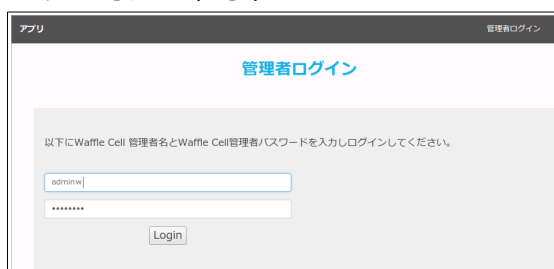 アプリ
管理者ログイン
管理者ログイン
以下にWaffle Cell 管理者名とWaffle Cell管理者パスワードを入力しログインしてください。
adminw
••••••••
Login